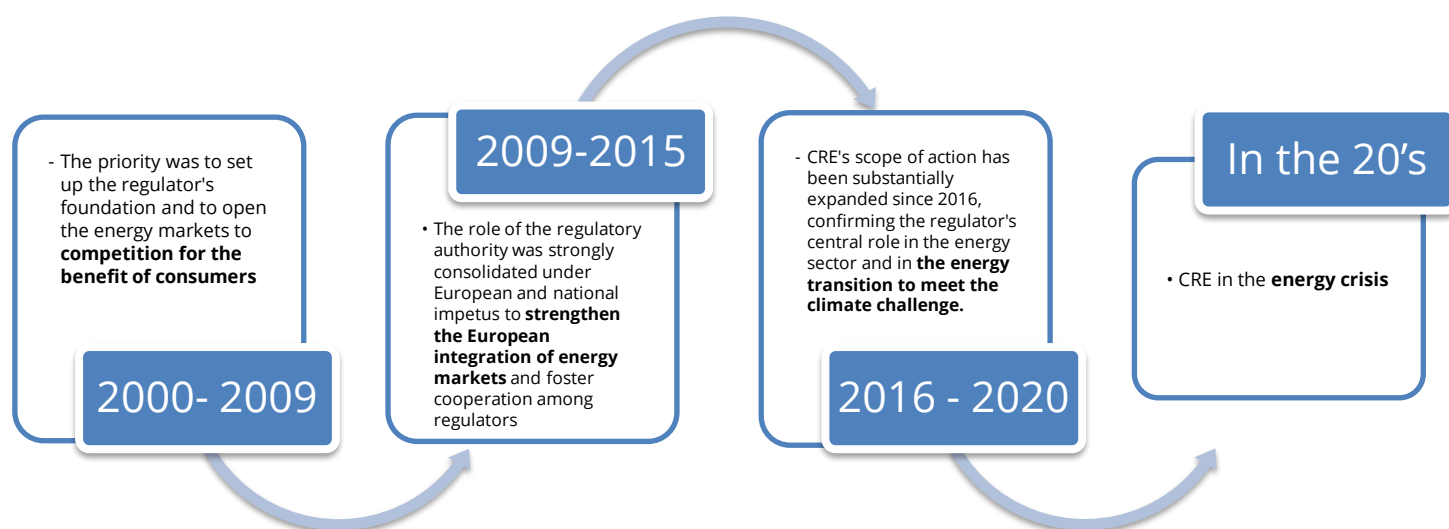 - The priority was to set
up the regulator's
foundation and to open
the energy markets to
competition for the
benefit of consumers
2000- 2009
2009-2015
• The role of the regulatory
authority was strongly
consolidated under
European and national
impetus to strengthen
the European
integration of energy
markets and foster
cooperation among
regulators
- CRE's scope of action has
been substantially
expanded since 2016,
confirming the regulator's
central role in the energy
sector and in the energy
transition to meet the
climate challenge.
2016 - 2020
In the 20’s
• CRE in the energy crisis